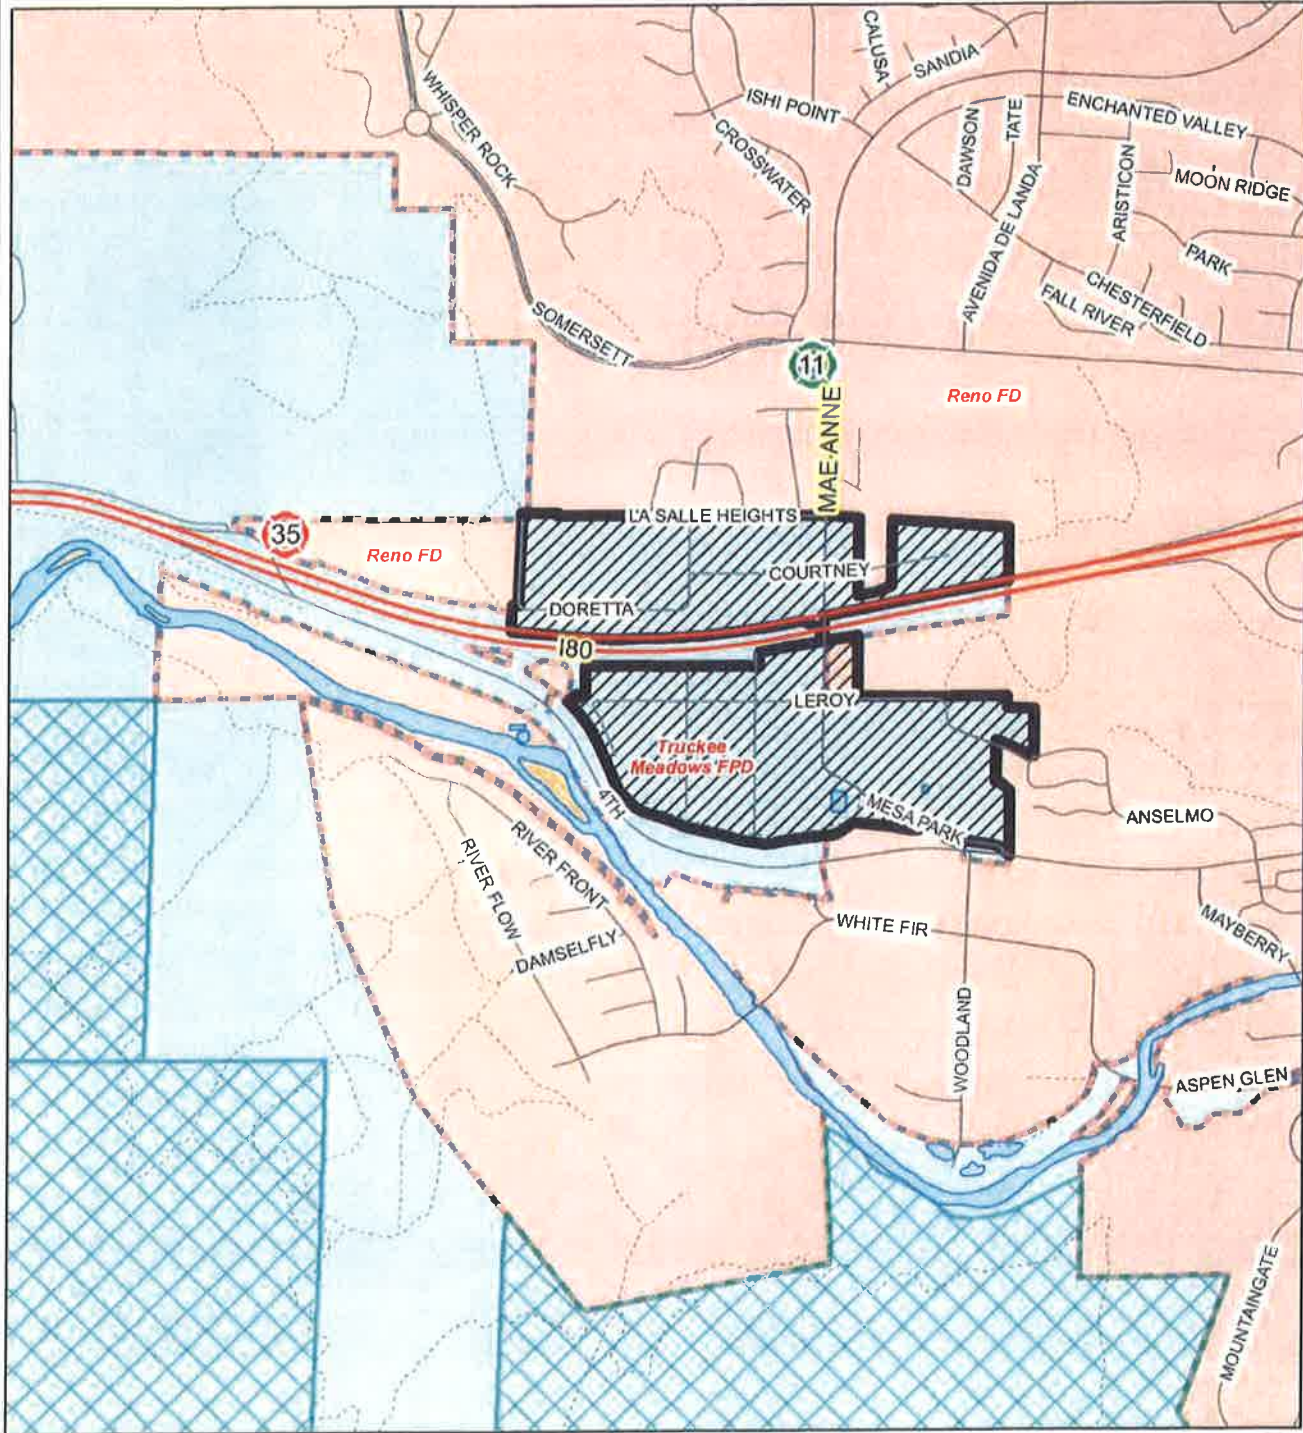 CALUSA
SANDIA
WHISPER ROCK
ISHI POINT
CROSSWATER
DAWSON
TATE
ENCHANTED VALLEY
ARISTICON
MOON RIDGE
AVENIDA DE LANDA
PARK
CHESTERFIELD
FALL RIVER
SOMERSETT
11
MAE ANNE
Reno FD
35
Reno FD
LA SALLE HEIGHTS
COURTNEY
DORETTA
I80
LEROY
Truckee
Meadows FPD
4TH
MESA PARK
ANSELMO
RIVER FRONT
RIVER FLOW
DAMSELFLY
WHITE FIR
MAYBERRY
WOODLAND
ASPEN GLEN
MOUNTAINGATE